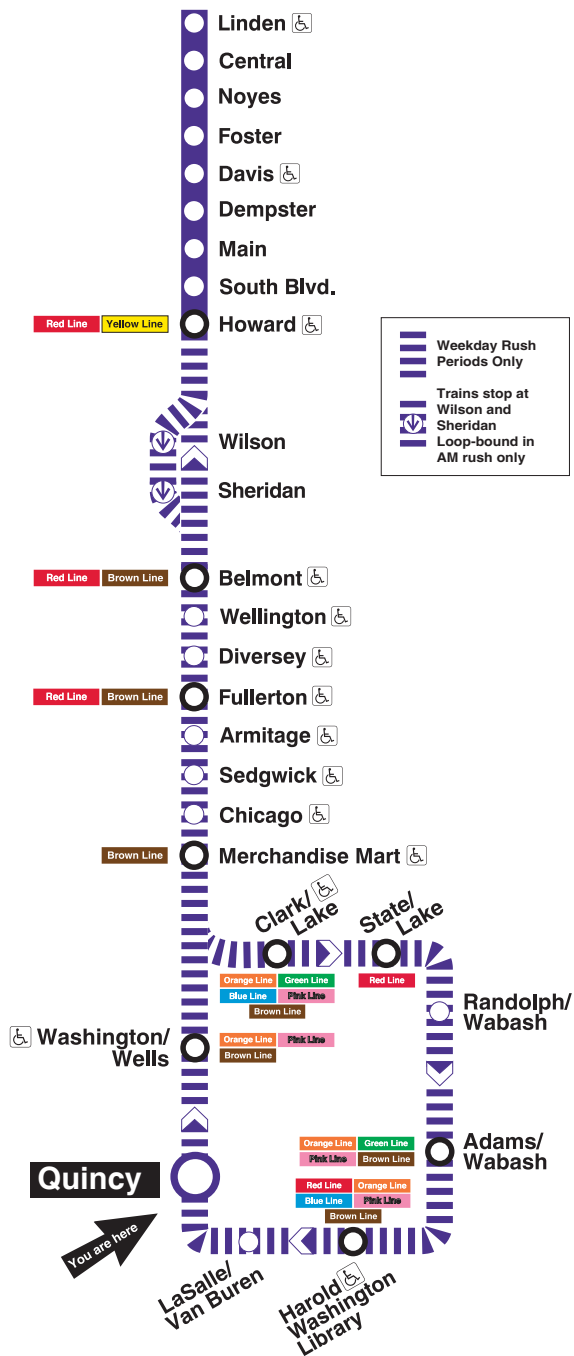 Linden
Central
Noyes
Foster
Davis
Dempster
Main
South Blvd.
Red Line Yellow Line Howard
Weekday Rush
Periods Only
Trains stop at
Wilson and
Sheridan
Loop-bound in
AM rush only
Wilson
Sheridan
Red Line Brown Line Belmont
Wellington
Diversey
Red Line Brown Line Fullerton
Armitage
Sedgwick
Chicago
Brown Line Merchandise Mart
Clark/
Lake
State/
Lake
Orange Line Green Line
Blue Line Pink Line
Brown Line
Red Line
Randolph/
Wabash
Washington/
Wells
Orange Line Pink Line
Brown Line
Orange Line Green Line
Pink Line Brown Line
Adams/
Wabash
Quincy
Red Line Orange Line
Blue Line Pink Line
Brown Line
You are here
LaSalle/
Van Buren
Harold
Washington
Library